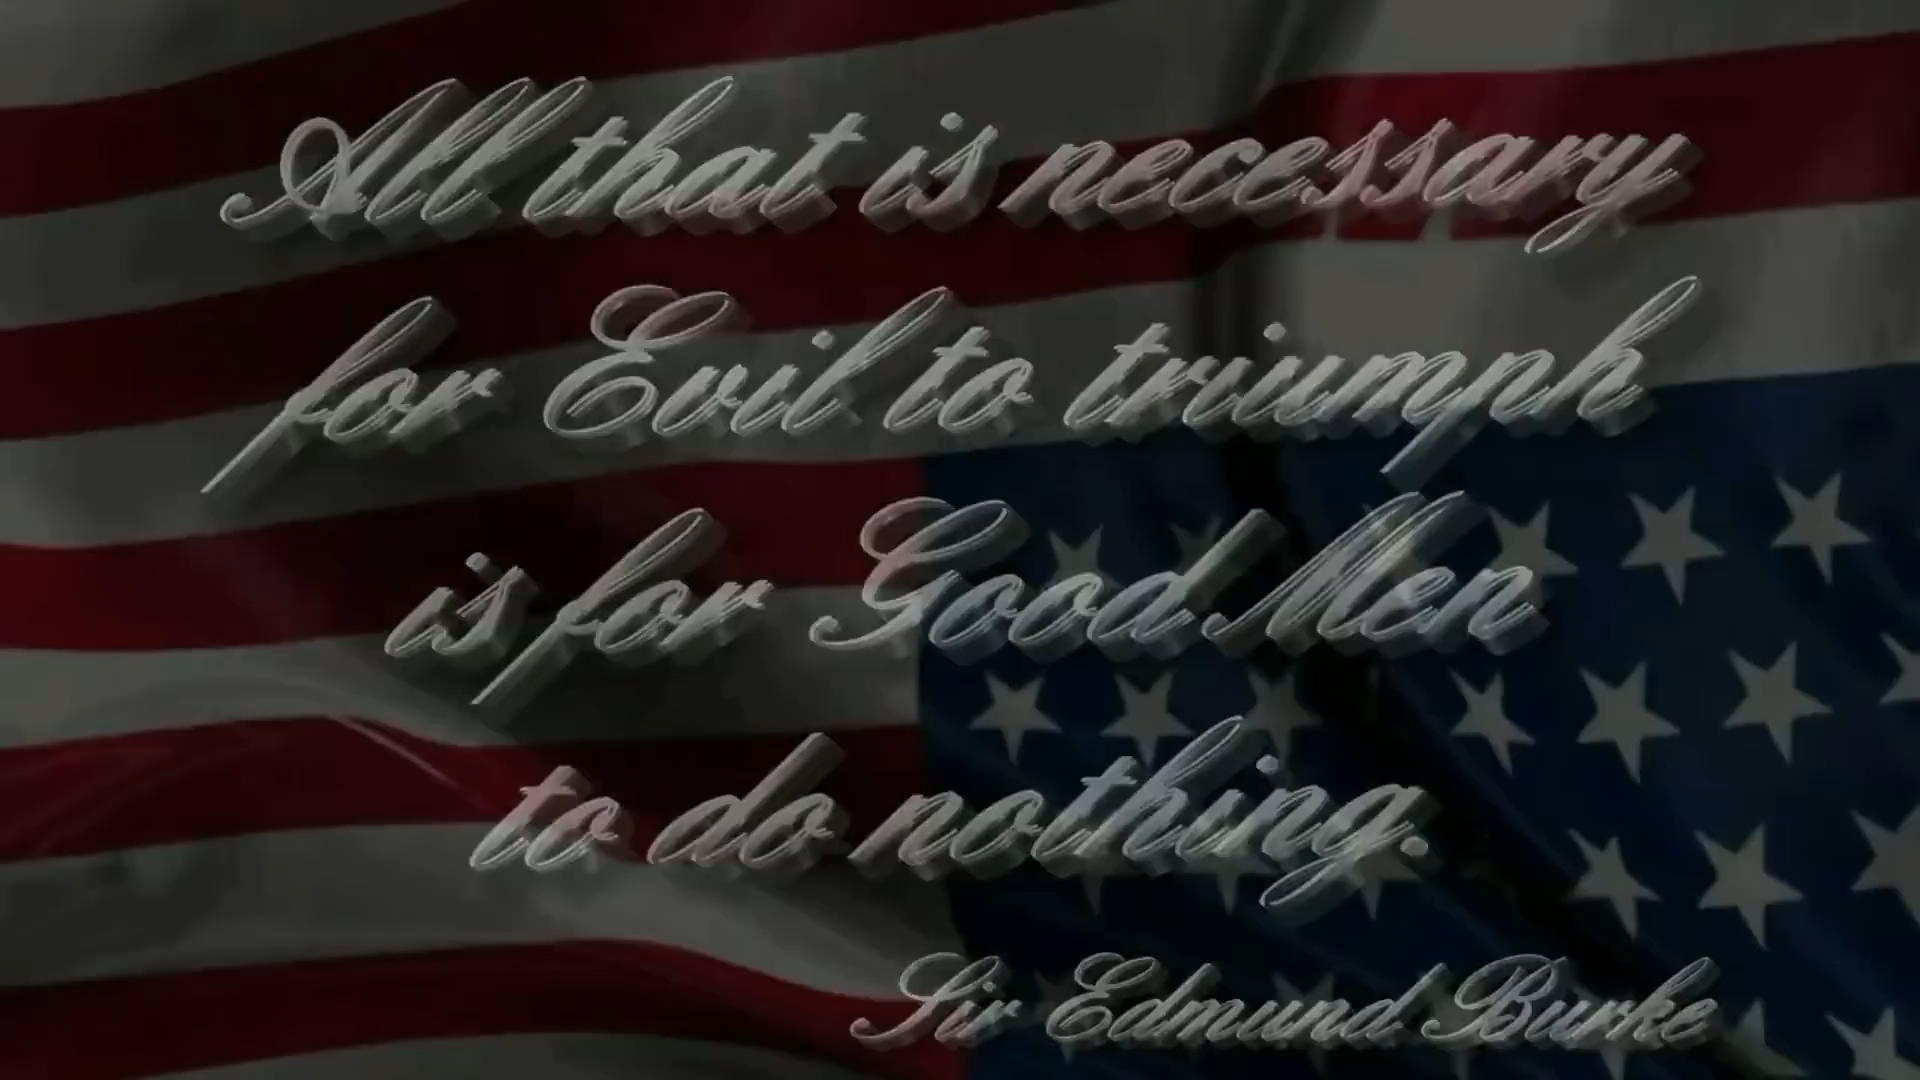 All that is necessary
for Evil to triumph
is for Good Men
to do nothing.
Sir Edmund Burke